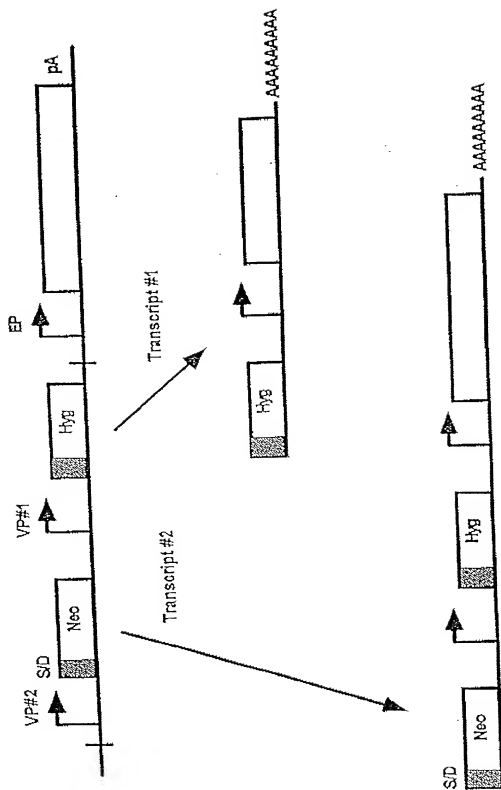 VP#2
S/D
Neo
VP#1
Hyg
EP
pA
Transcript #1
Transcript #2
Hyg
AAAAAAAAA
S/D
Neo
Hyg
AAAAAAAAA